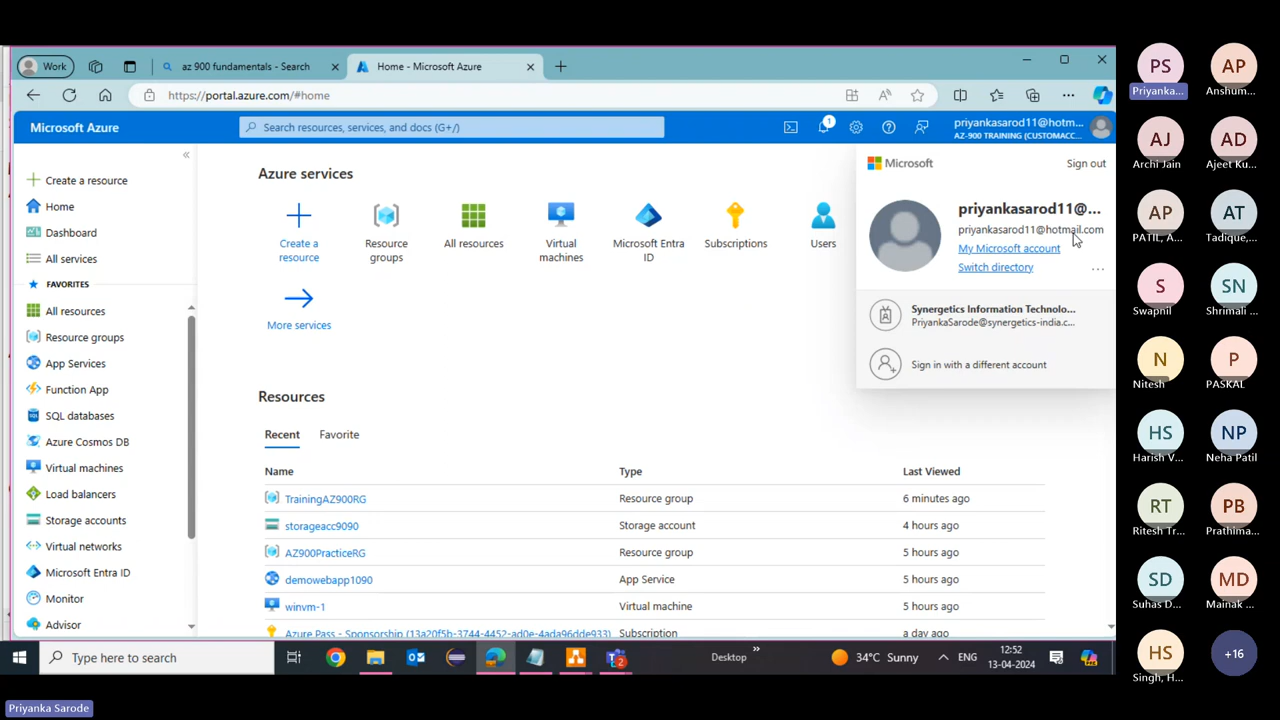 Work
az 900 fundamentals - Search
Home - Microsoft Azure
https://portal.azure.com/#home
Microsoft Azure
Search resources, services, and docs (G+/)
1
priyankasarod11@hotm...
AZ-900 TRAINING (CUSTOMACC...
Microsoft
Sign out
priyankasarod11@...
priyankasarod11@hotmail.com
My Microsoft account
Switch directory
...
Synergetics Information Technolo...
PriyankaSarode@synergetics-india.c...
Sign in with a different account
Create a resource
Home
Dashboard
All services
FAVORITES
All resources
Resource groups
App Services
Function App
SQL databases
Azure Cosmos DB
Virtual machines
Load balancers
Storage accounts
Virtual networks
Microsoft Entra ID
Monitor
Advisor
Azure services
Create a
resource
Resource
groups
All resources
Virtual
machines
Microsoft Entra
ID
Subscriptions
Users
More services
Resources
Recent
Favorite
Name Type Last Viewed
TrainingAZ900RG Resource group 6 minutes ago
storageacc9090 Storage account 4 hours ago
AZ900PracticeRG Resource group 5 hours ago
demowebapp1090 App Service 5 hours ago
winvm-1 Virtual machine 5 hours ago
Azure Pass - Sponsorship (13a20f5b-3744-4452-ad0e-4ada96dde933) Subscription a day ago
Type here to search
2
Desktop
34°C Sunny
ENG
12:52
13-04-2024
PS
Priyanka...
AP
Anshum...
AJ
Archi Jain
AD
Ajeet Ku...
AP
PATIL, A...
AT
Tadique,...
S
Swapnil
SN
Shrimali ...
N
Nitesh
P
PASKAL
HS
Harish V...
NP
Neha Patil
RT
Ritesh Tr...
PB
Prathima...
SD
Suhas D...
MD
Mainak ...
HS
Singh, H...
+16
Priyanka Sarode